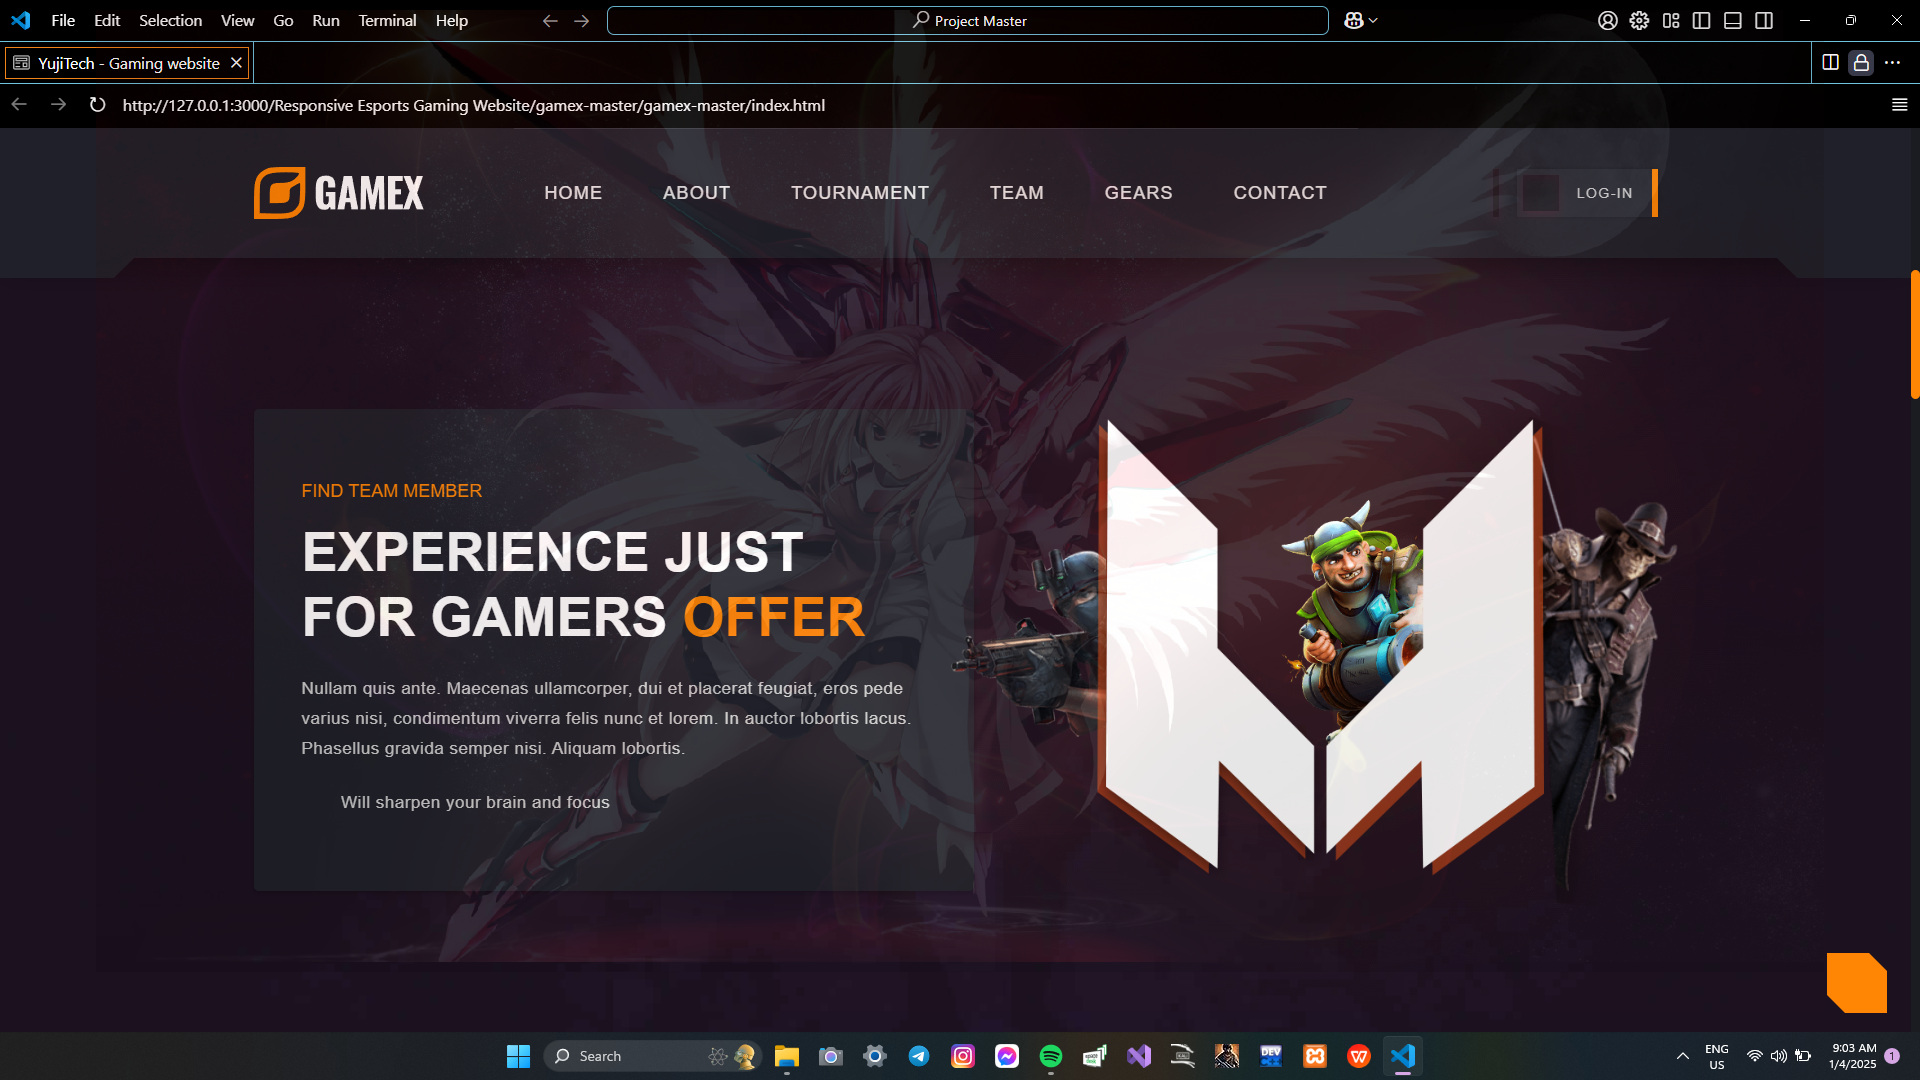 File Edit Selection View Go Run Terminal Help
Project Master
YujiTech - Gaming website
http://127.0.0.1:3000/Responsive Esports Gaming Website/gamex-master/gamex-master/index.html
GAMEX
HOME ABOUT TOURNAMENT TEAM GEARS CONTACT
LOG-IN
FIND TEAM MEMBER
EXPERIENCE JUST
FOR GAMERS OFFER
Nullam quis ante. Maecenas ullamcorper, dui et placerat feugiat, eros pede
varius nisi, condimentum viverra felis nunc et lorem. In auctor lobortis lacus.
Phasellus gravida semper nisi. Aliquam lobortis.
Will sharpen your brain and focus
Search
DEV
ENG
US
9:03 AM
1/4/2025
1